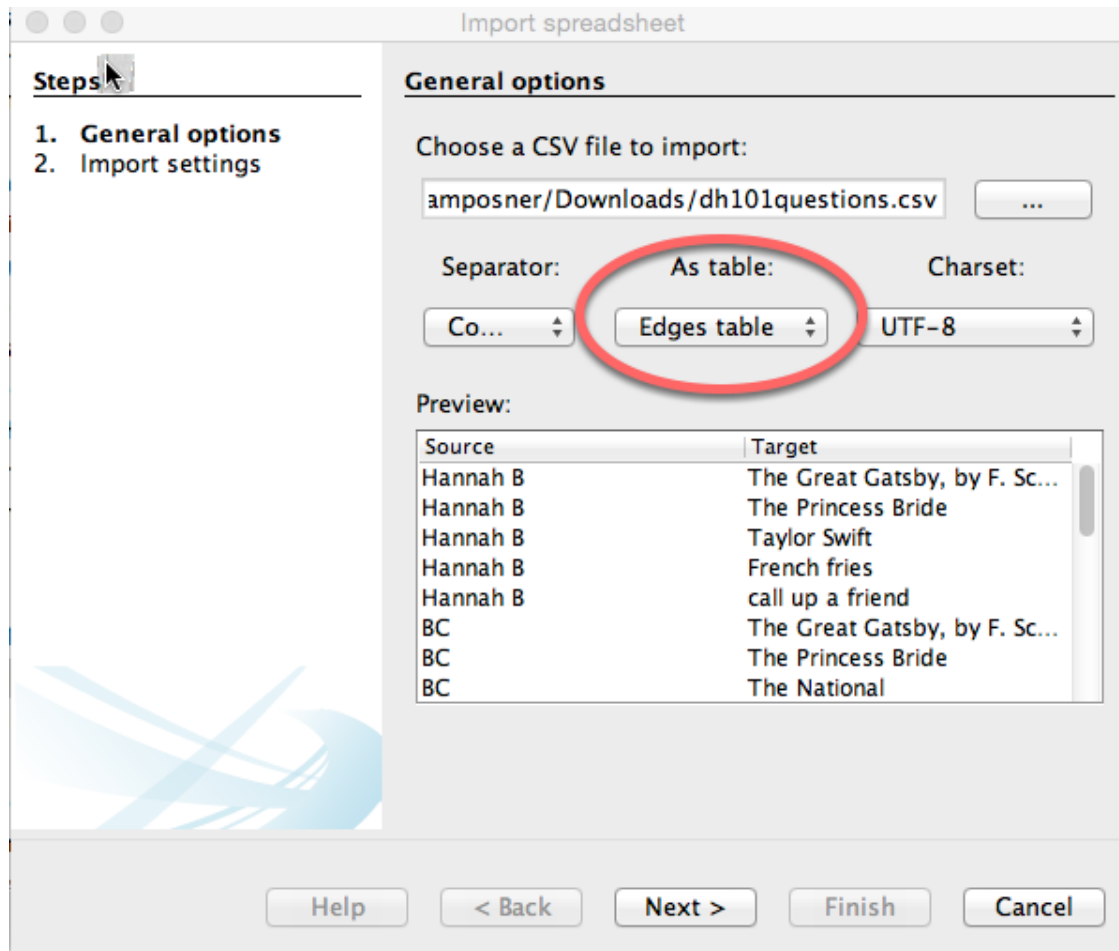 Import spreadsheet
Steps
1. General options
2. Import settings
General options
Choose a CSV file to import:
amposner/Downloads/dh101questions.csv
...
Separator: As table: Charset:
Co... Edges table UTF-8
Preview:
Source Target
Hannah B The Great Gatsby, by F. Sc...
Hannah B The Princess Bride
Hannah B Taylor Swift
Hannah B French fries
Hannah B call up a friend
BC The Great Gatsby, by F. Sc...
BC The Princess Bride
BC The National
Help < Back Next > Finish Cancel